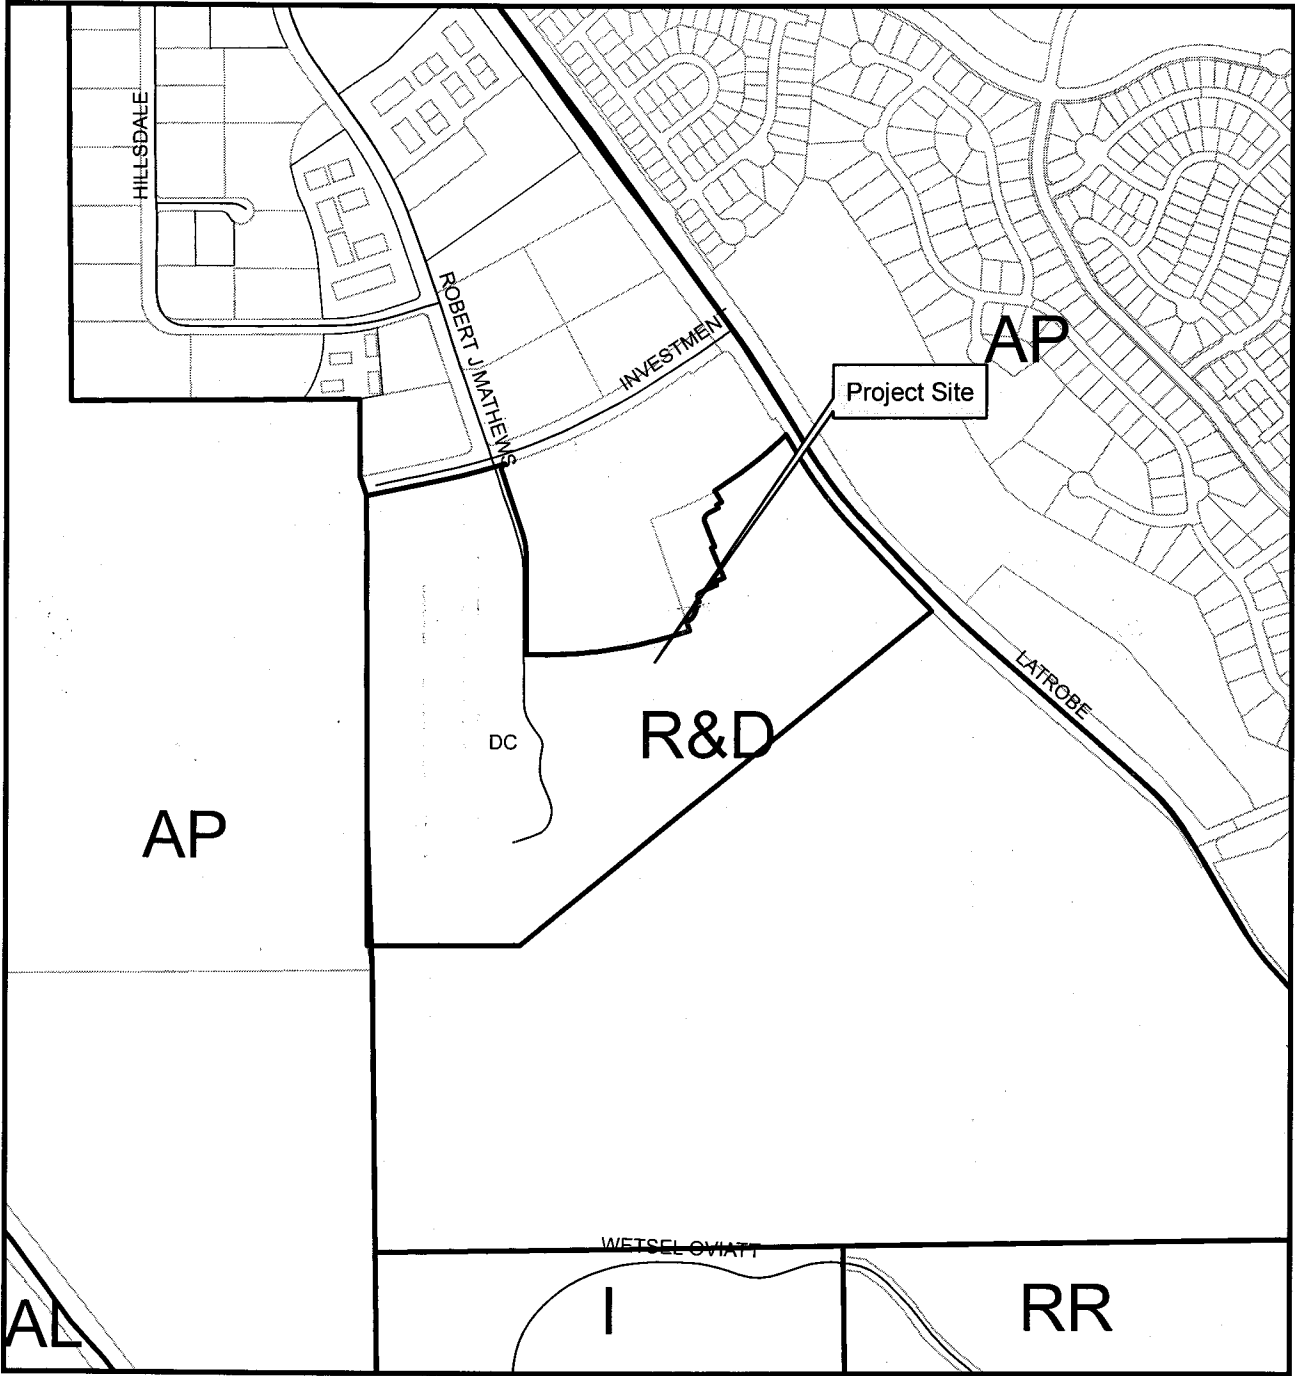 HILLSDALE
ROBERT J MATHEWS
INVESTMENT
AP
Project Site
LATROBE
R&D
DC
AP
WETSEL OVIATT
AL
I
RR